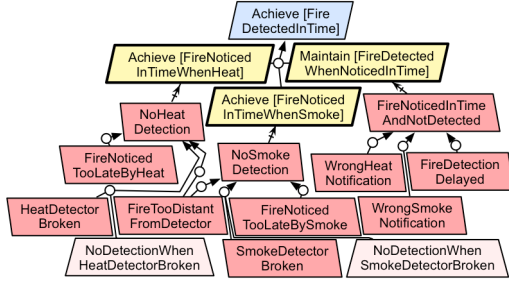 Achieve [Fire
DetectedInTime]
Achieve [FireNoticed
InTimeWhenHeat]
Maintain [FireDetected
WhenNoticedInTime]
Achieve [FireNoticed
InTimeWhenSmoke]
NoHeat
Detection
FireNoticedInTime
AndNotDetected
FireNoticed
TooLateByHeat
NoSmoke
Detection
WrongHeat
Notification
FireDetection
Delayed
HeatDetector
Broken
FireTooDistant
FromDetector
FireNoticed
TooLateBySmoke
WrongSmoke
Notification
NoDetectionWhen
HeatDetectorBroken
SmokeDetector
Broken
NoDetectionWhen
SmokeDetectorBroken